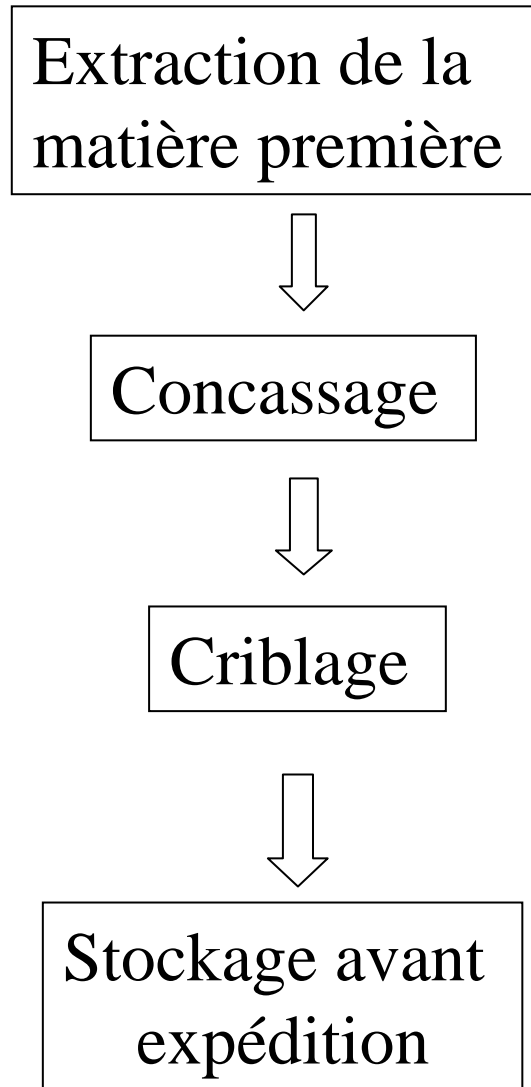 Extraction de la
matière première
Concassage
Criblage
Stockage avant
expédition